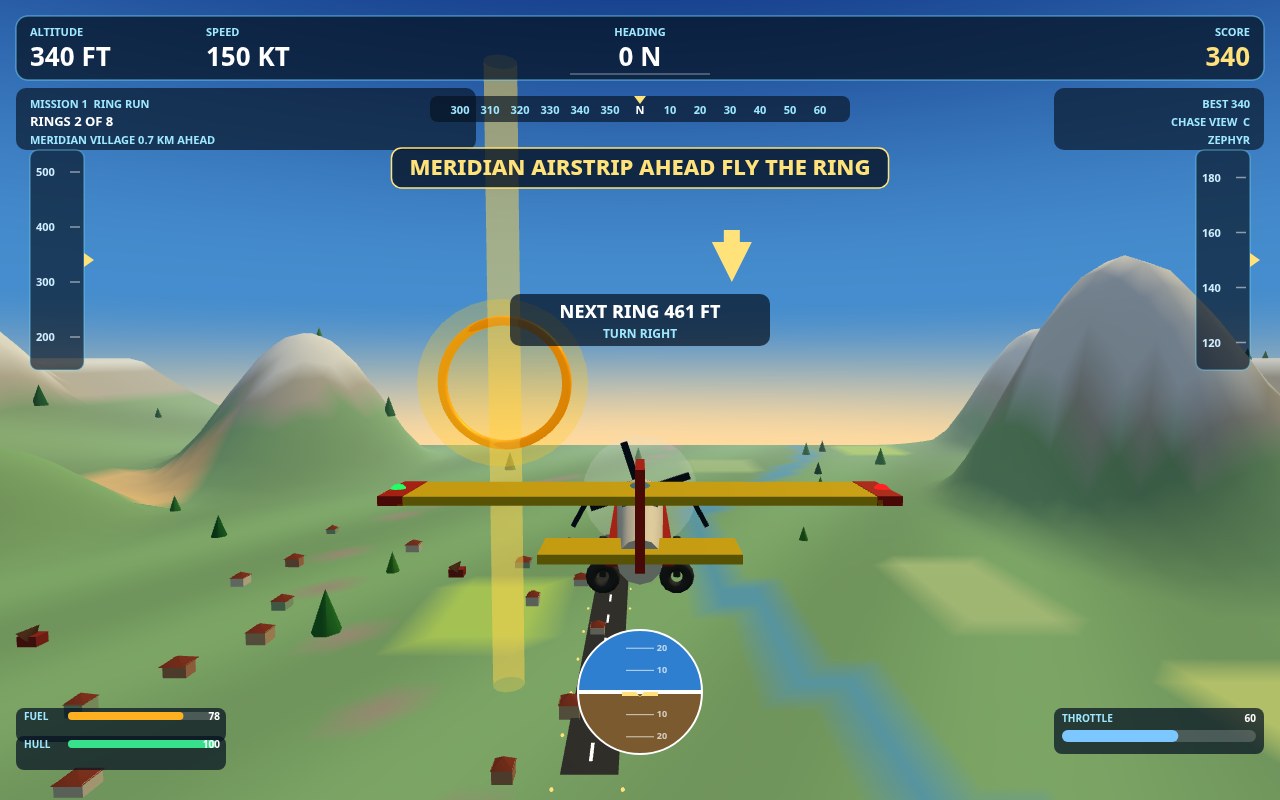 ALTITUDE
340 FT
SPEED
150 KT
HEADING
0 N
SCORE
340
MISSION 1 RING RUN
RINGS 2 OF 8
MERIDIAN VILLAGE 0.7 KM AHEAD
300 310 320 330 340 350 N 10 20 30 40 50 60
BEST 340
CHASE VIEW C
ZEPHYR
MERIDIAN AIRSTRIP AHEAD FLY THE RING
500
400
300
200
180
160
140
120
NEXT RING 461 FT
TURN RIGHT
20
10
10
20
FUEL 78
HULL 100
THROTTLE 60